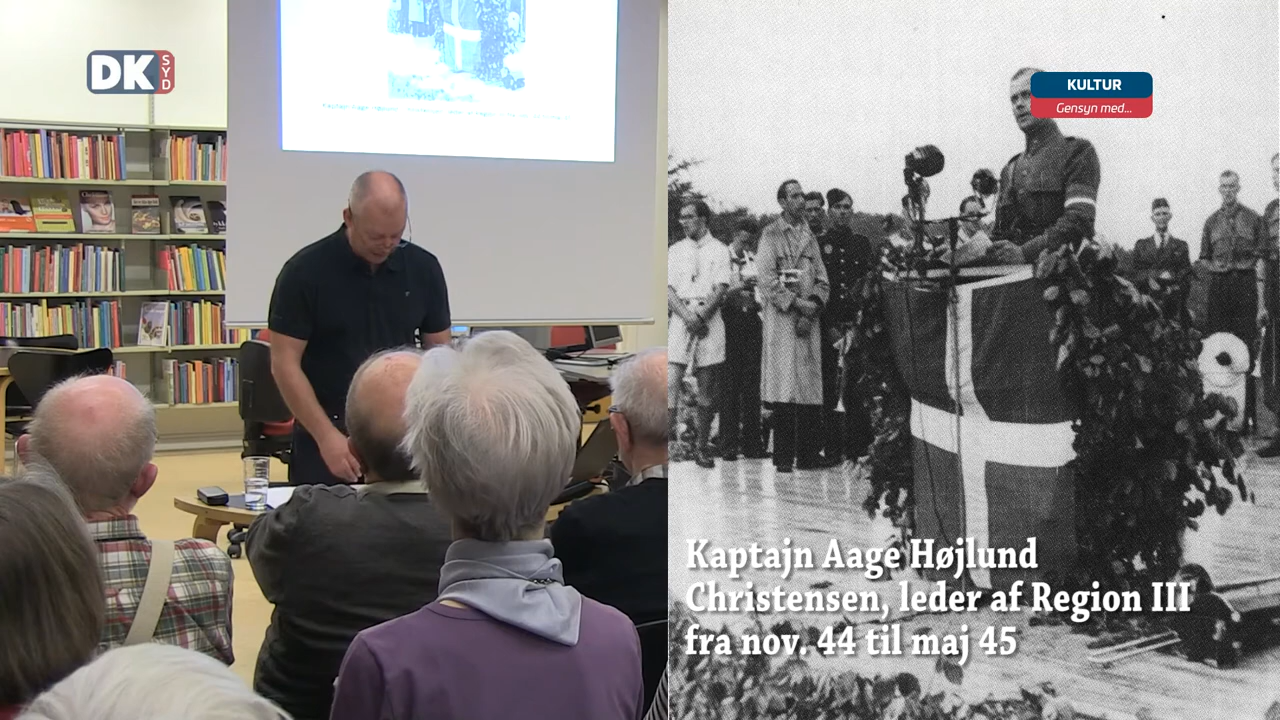 DK
SYD
KULTUR
Gensyn med...
Kaptajn Aage Højlund
Christensen, leder af Region III
fra nov. 44 til maj 45